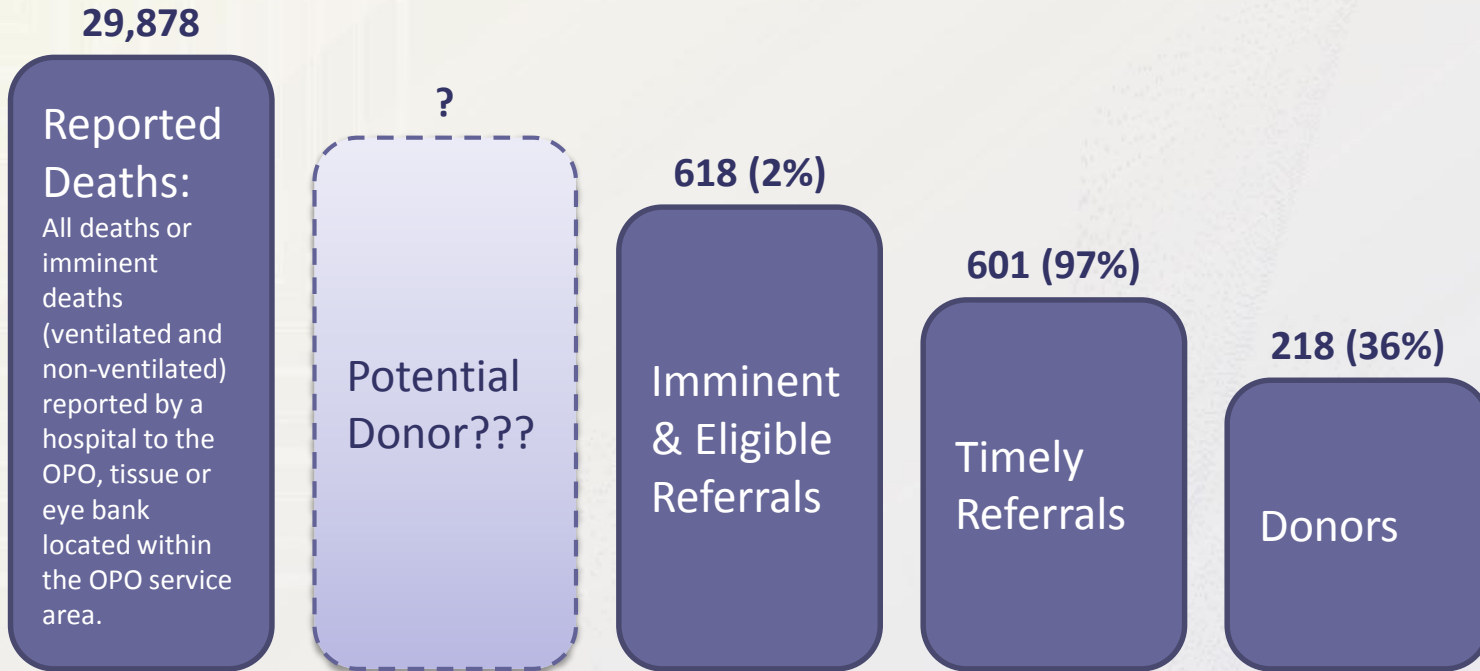 29,878
Reported
Deaths:
All deaths or
imminent
deaths
(ventilated and
non-ventilated)
reported by a
hospital to the
OPO, tissue or
eye bank
located within
the OPO service
area.
?
Potential
Donor???
618 (2%)
Imminent
& Eligible
Referrals
601 (97%)
Timely
Referrals
218 (36%)
Donors